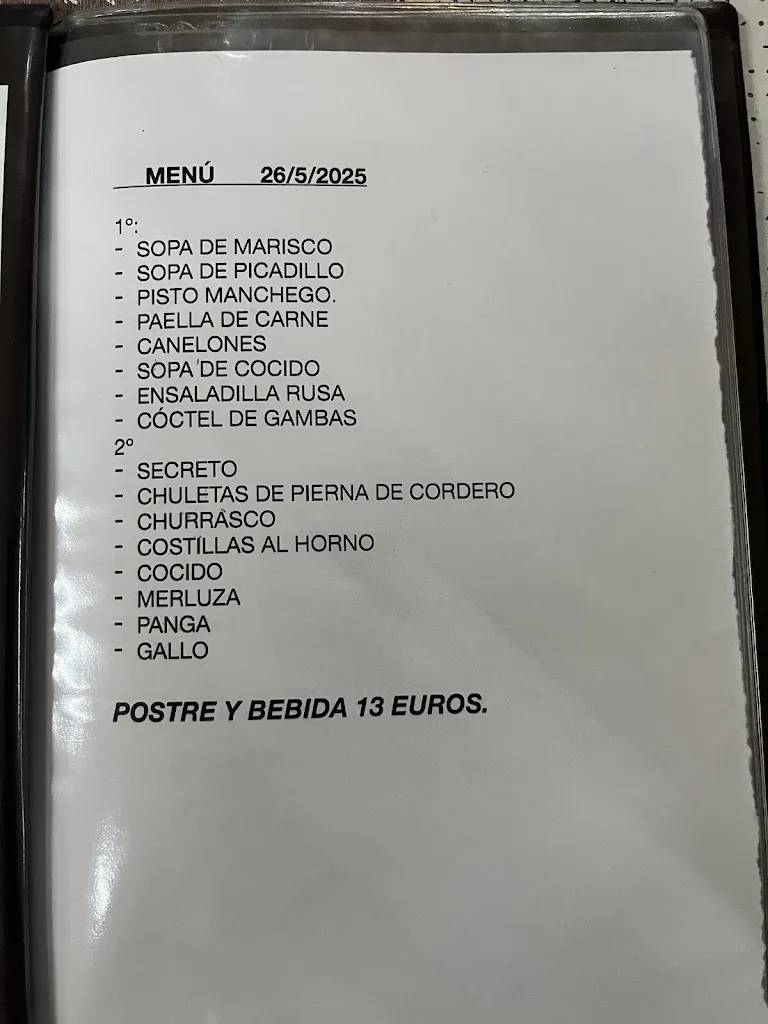 MENÚ 26/5/2025
1º:
- SOPA DE MARISCO
- SOPA DE PICADILLO
- PISTO MANCHEGO.
- PAELLA DE CARNE
- CANELONES
- SOPA DE COCIDO
- ENSALADILLA RUSA
- CÓCTEL DE GAMBAS
2º
- SECRETO
- CHULETAS DE PIERNA DE CORDERO
- CHURRASCO
- COSTILLAS AL HORNO
- COCIDO
- MERLUZA
- PANGA
- GALLO
POSTRE Y BEBIDA 13 EUROS.